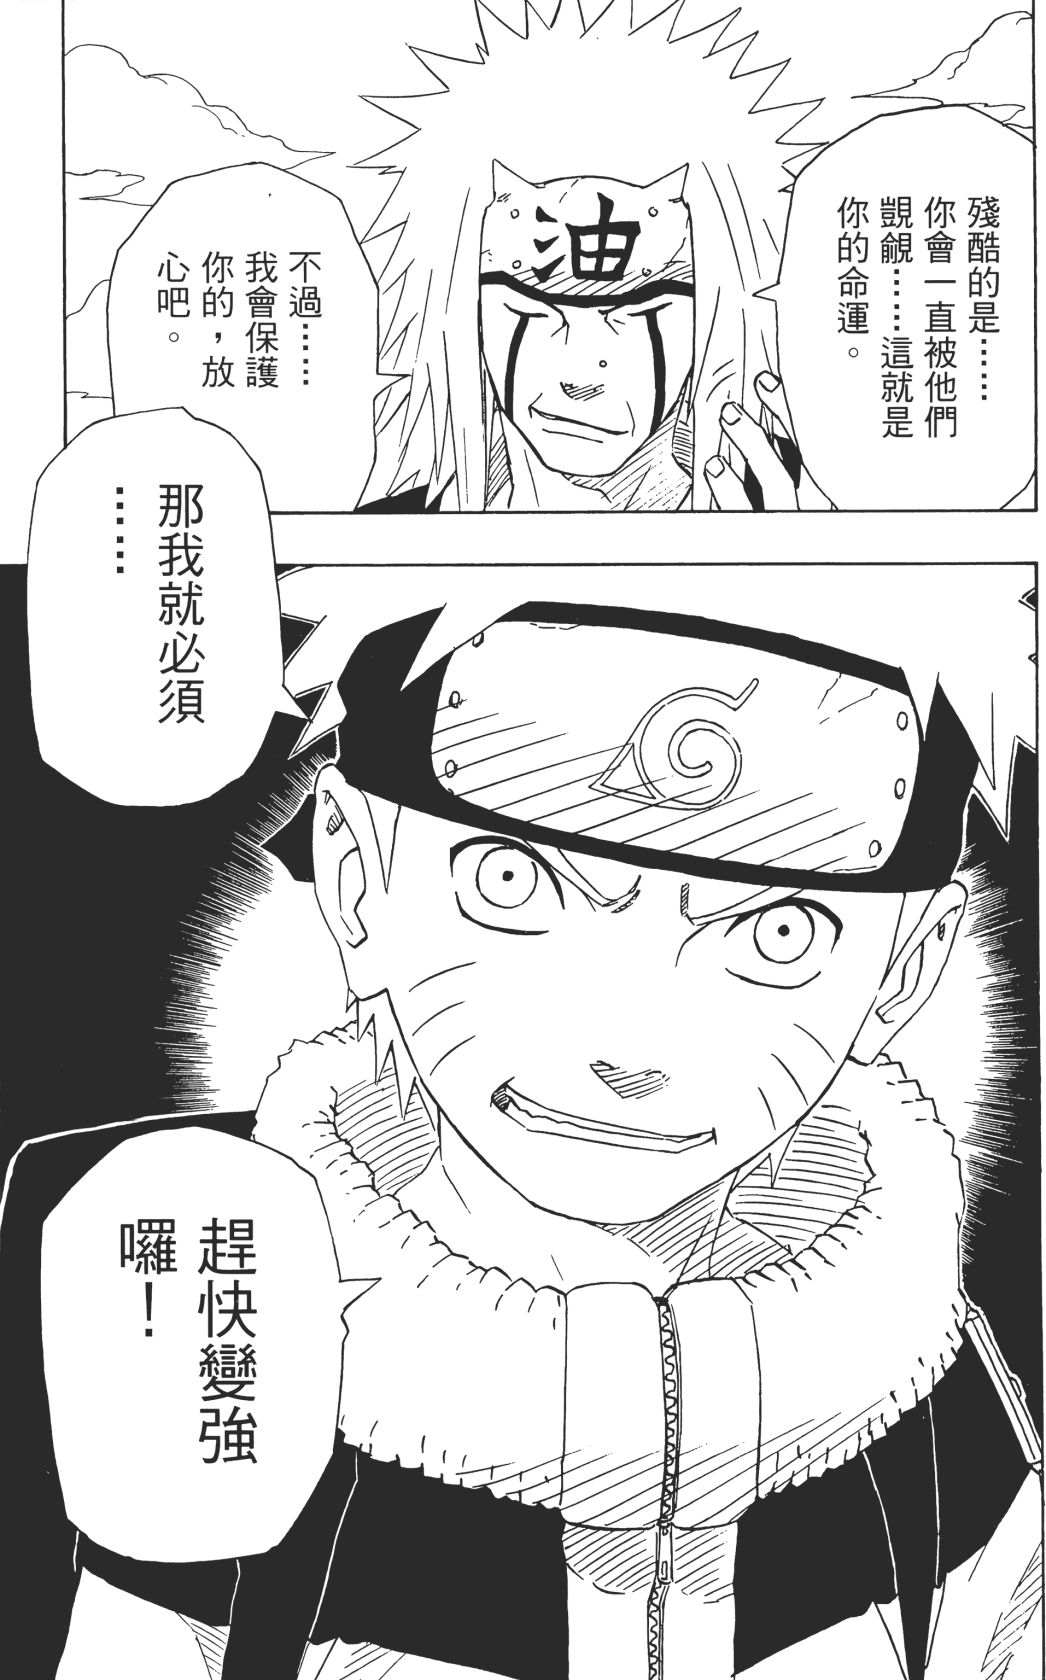 殘酷的是⋯⋯
你會一直被他們
覬覦⋯⋯這就是
你的命運。
油
不過⋯⋯
我會保護
你的，放
心吧。
那我就必須
⋯⋯
趕快變強
囉！